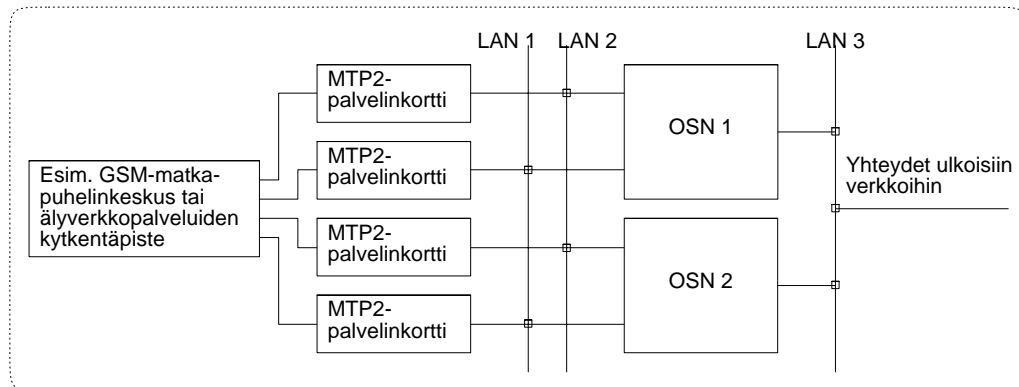 LAN 1
LAN 2
LAN 3
MTP2-
palvelinkortti
MTP2-
palvelinkortti
MTP2-
palvelinkortti
MTP2-
palvelinkortti
Esim. GSM-matka-
puhelinkeskus tai
älyverkkopalveluiden
kytkentäpiste
OSN 1
OSN 2
Yhteydet ulkoisiin
verkkoihin